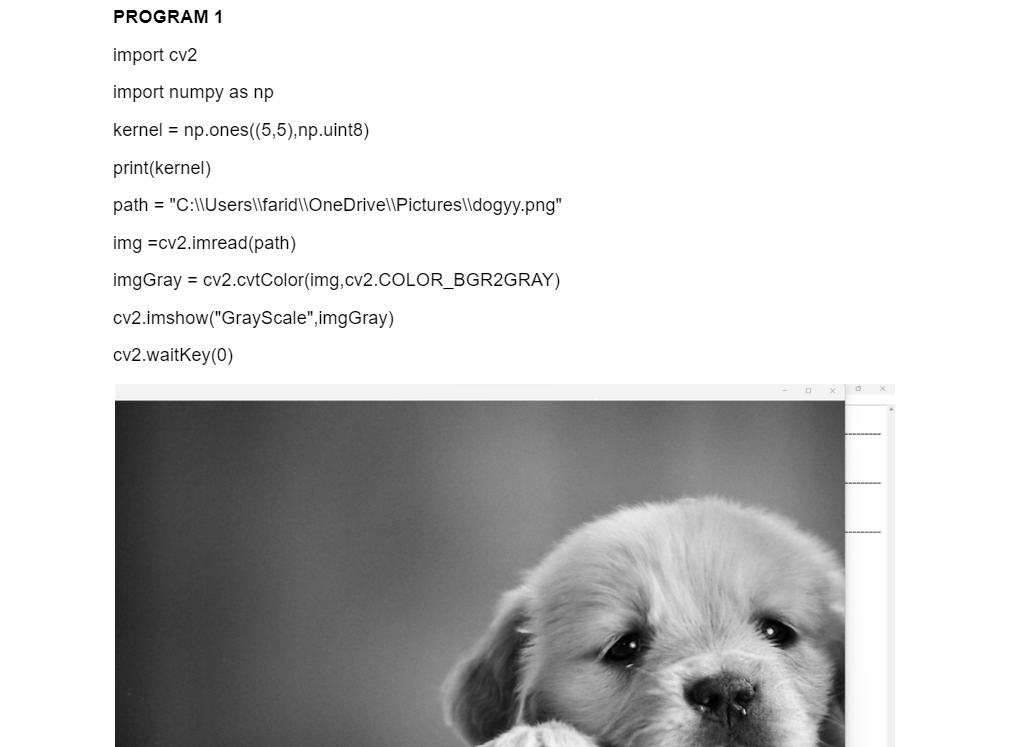 PROGRAM 1
import cv2
import numpy as np
kernel = np.ones((5,5),np.uint8)
print(kernel)
path = "C:\\Users\\farid\\OneDrive\\Pictures\\dogyy.png"
img =cv2.imread(path)
imgGray = cv2.cvtColor(img,cv2.COLOR_BGR2GRAY)
cv2.imshow("GrayScale",imgGray)
cv2.waitKey(0)